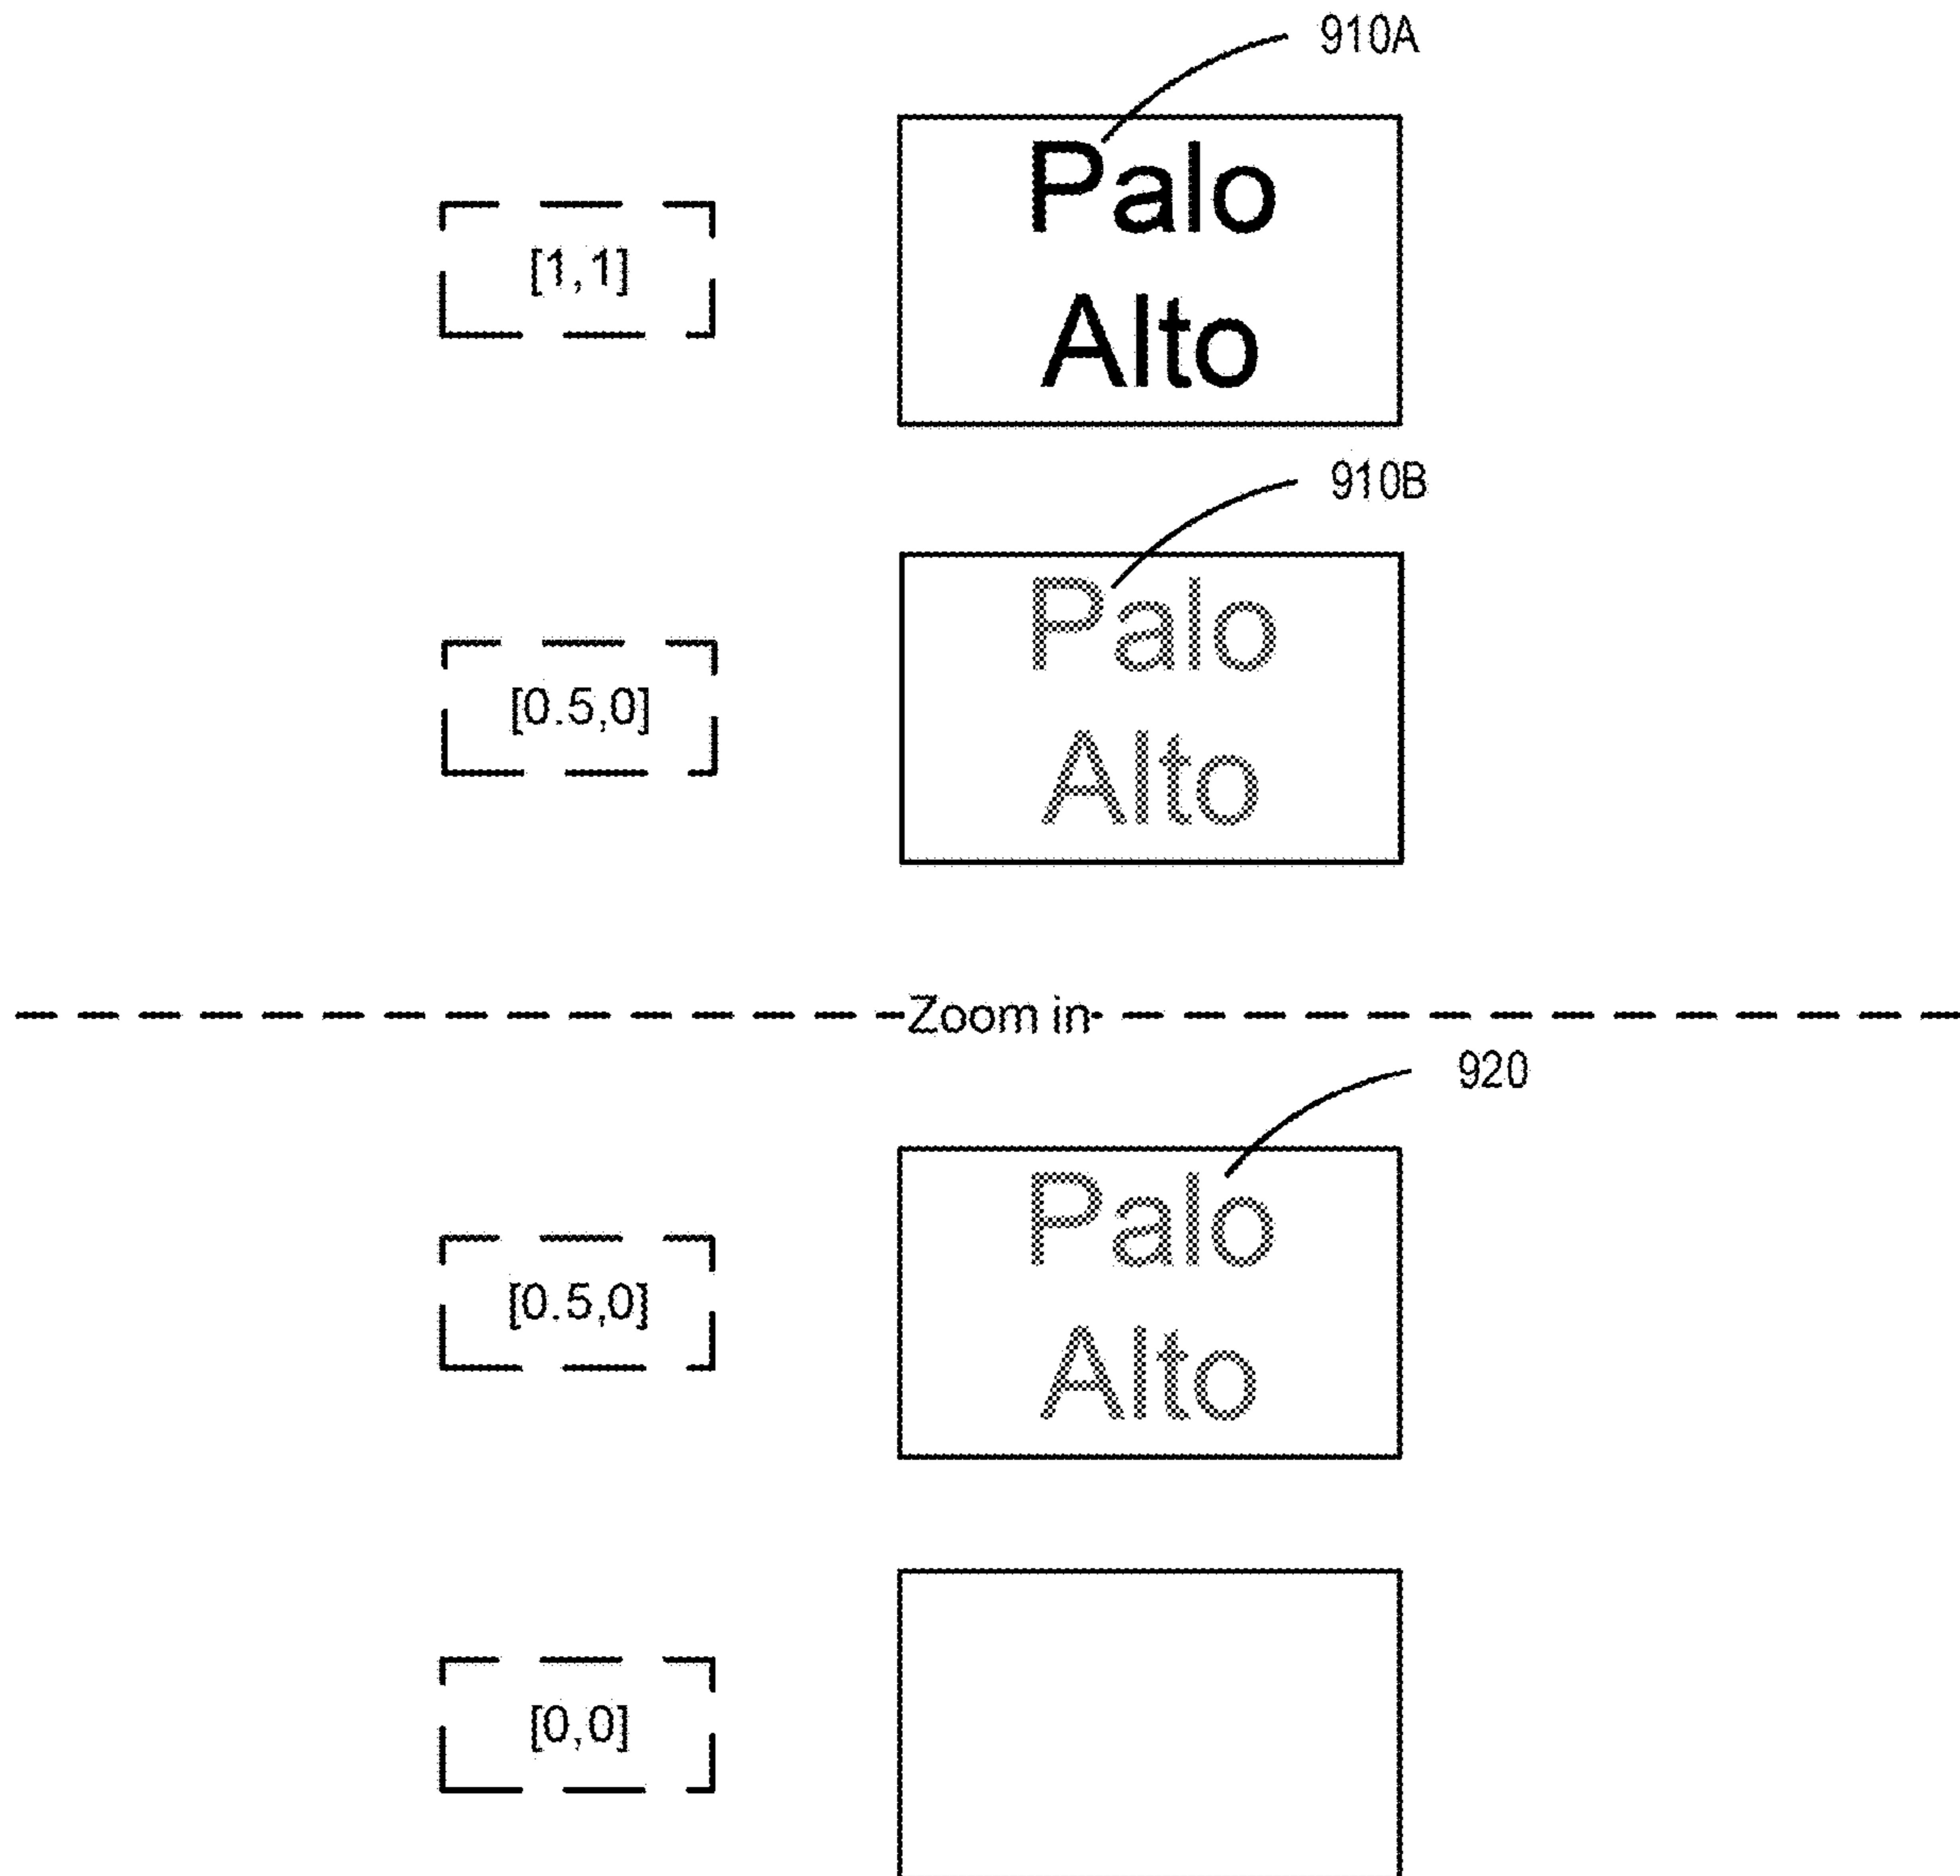 910A
Palo
[1,1]
Alto
910B
Palo
[0.5,0]
Alto
Zoom in
920
Palo
[0.5,0]
Alto
[0,0]